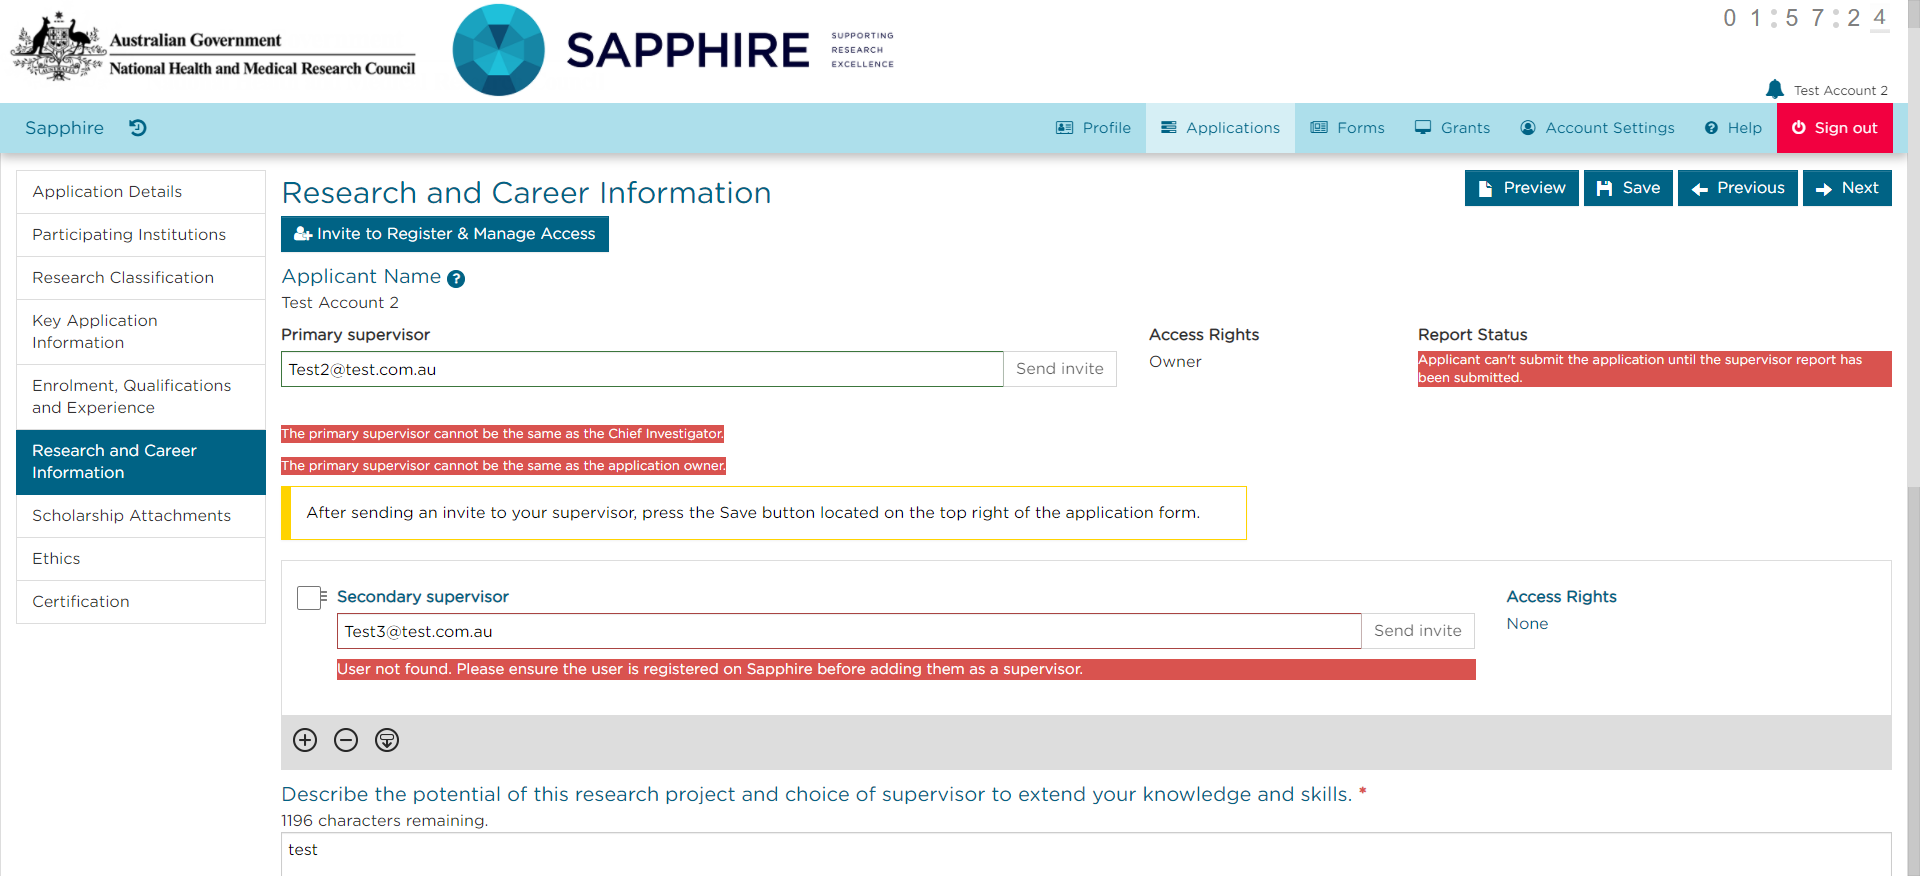 Australian Government
National Health and Medical Research Council
SAPPHIRE
SUPPORTING
RESEARCH
EXCELLENCE
01:57:24
Test Account 2
Sapphire
Profile
Applications
Forms
Grants
Account Settings
Help
Sign out
Application Details
Participating Institutions
Research Classification
Key Application
Information
Enrolment, Qualifications
and Experience
Research and Career
Information
Scholarship Attachments
Ethics
Certification
Research and Career Information
Preview
Save
Previous
Next
Invite to Register & Manage Access
Applicant Name
Test Account 2
Primary supervisor
Access Rights
Report Status
Test2@test.com.au
Send invite
Owner
Applicant can't submit the application until the supervisor report has
been submitted.
The primary supervisor cannot be the same as the Chief Investigator.
The primary supervisor cannot be the same as the application owner.
After sending an invite to your supervisor, press the Save button located on the top right of the application form.
Secondary supervisor
Access Rights
Test3@test.com.au
Send invite
None
User not found. Please ensure the user is registered on Sapphire before adding them as a supervisor.
Describe the potential of this research project and choice of supervisor to extend your knowledge and skills. *
1196 characters remaining.
test